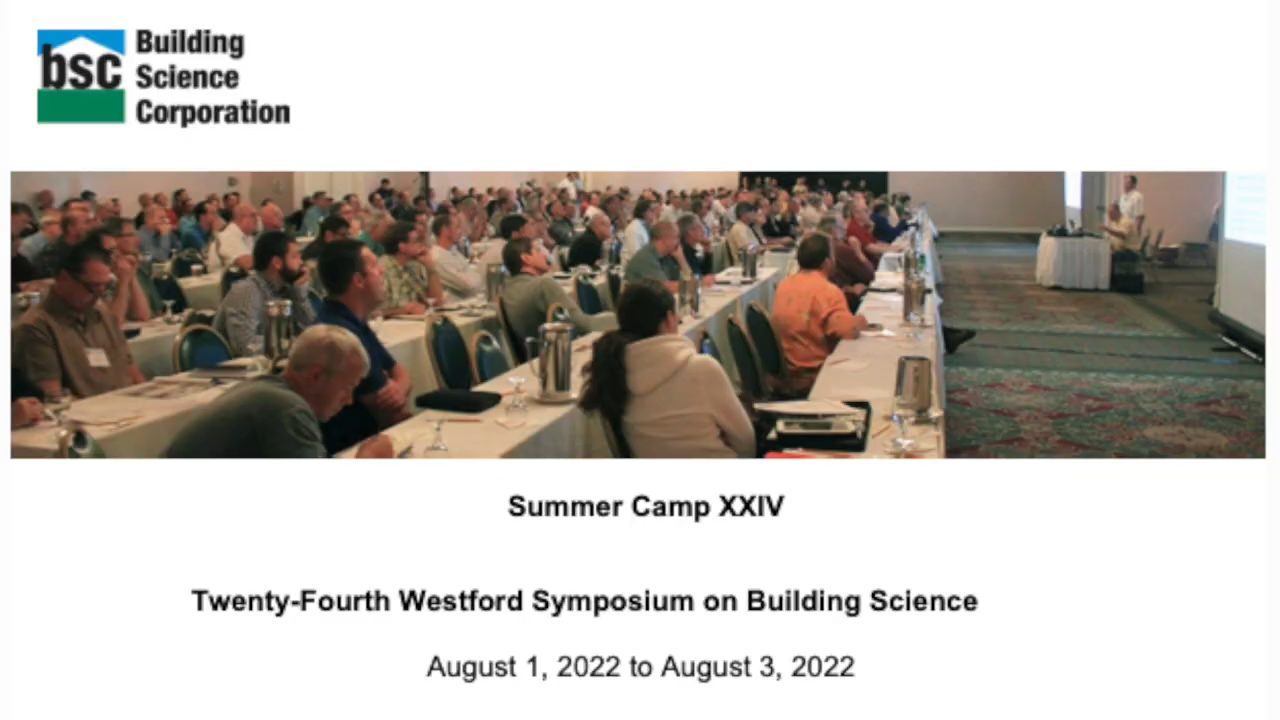 bsc
Building
Science
Corporation
Summer Camp XXIV
Twenty-Fourth Westford Symposium on Building Science
August 1, 2022 to August 3, 2022